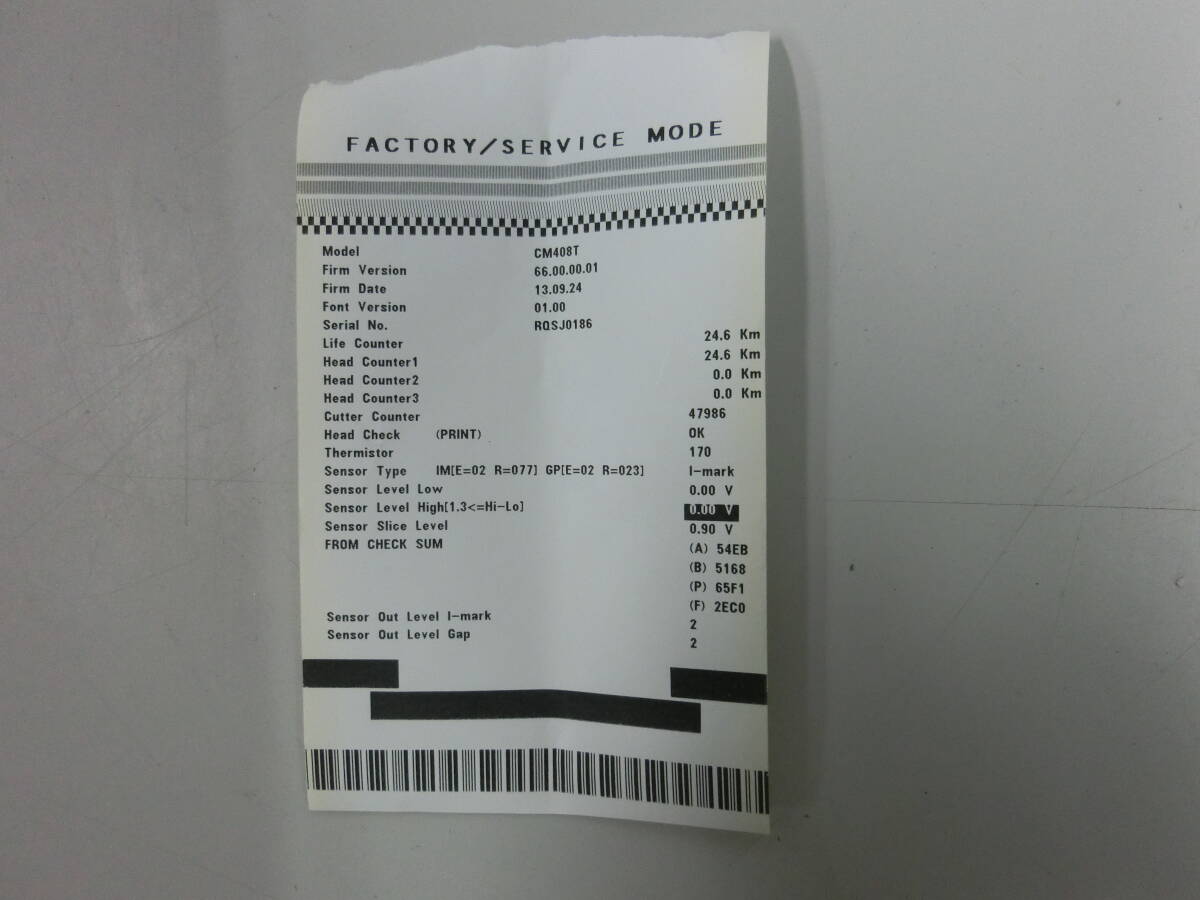 FACTORY/SERVICE MODE
Model CM408T
Firm Version 66.00.00.01
Firm Date 13.09.24
Font Version 01.00
Serial No. RQSJ0186
Life Counter 24.6 Km
Head Counter1 24.6 Km
Head Counter2 0.0 Km
Head Counter3 0.0 Km
Cutter Counter 47986
Head Check (PRINT) OK
Thermistor 170
Sensor Type IM[E=02 R=077] GP[E=02 R=023] I-mark
Sensor Level Low 0.00 V
Sensor Level High[1.3<=Hi-Lo] 0.00 V
Sensor Slice Level 0.90 V
FROM CHECK SUM (A) 54EB
(B) 5168
(P) 65F1
(F) 2EC0
Sensor Out Level I-mark 2
Sensor Out Level Gap 2